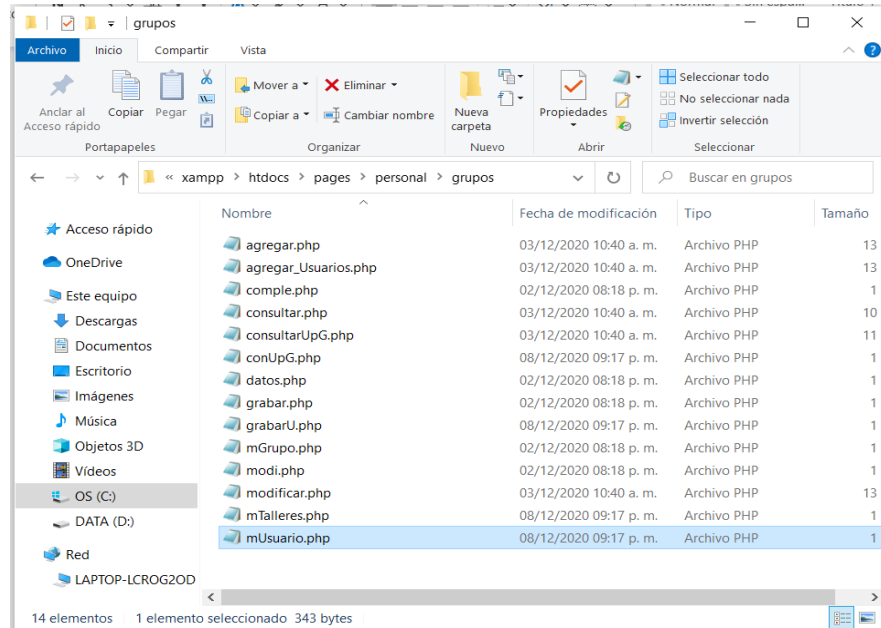 grupos
Archivo Inicio Compartir Vista
Anclar al Acceso rápido
Copiar
Pegar
Mover a
Copiar a
Eliminar
Cambiar nombre
Nueva carpeta
Propiedades
Seleccionar todo
No seleccionar nada
Invertir selección
Portapapeles Organizar Nuevo Abrir Seleccionar
« xampp > htdocs > pages > personal > grupos
Buscar en grupos
Nombre Fecha de modificación Tipo Tamaño
Acceso rápido
OneDrive
Este equipo
Descargas
Documentos
Escritorio
Imágenes
Música
Objetos 3D
Vídeos
OS (C:)
DATA (D:)
Red
LAPTOP-LCROG2OD
agregar.php 03/12/2020 10:40 a. m. Archivo PHP 13
agregar_Usuarios.php 03/12/2020 10:40 a. m. Archivo PHP 13
comple.php 02/12/2020 08:18 p. m. Archivo PHP 1
consultar.php 03/12/2020 10:40 a. m. Archivo PHP 10
consultarUpG.php 03/12/2020 10:40 a. m. Archivo PHP 11
conUpG.php 08/12/2020 09:17 p. m. Archivo PHP 1
datos.php 02/12/2020 08:18 p. m. Archivo PHP 1
grabar.php 02/12/2020 08:18 p. m. Archivo PHP 1
grabarU.php 08/12/2020 09:17 p. m. Archivo PHP 1
mGrupo.php 02/12/2020 08:18 p. m. Archivo PHP 1
modi.php 02/12/2020 08:18 p. m. Archivo PHP 1
modificar.php 03/12/2020 10:40 a. m. Archivo PHP 13
mTalleres.php 08/12/2020 09:17 p. m. Archivo PHP 1
mUsuario.php 08/12/2020 09:17 p. m. Archivo PHP 1
14 elementos 1 elemento seleccionado 343 bytes